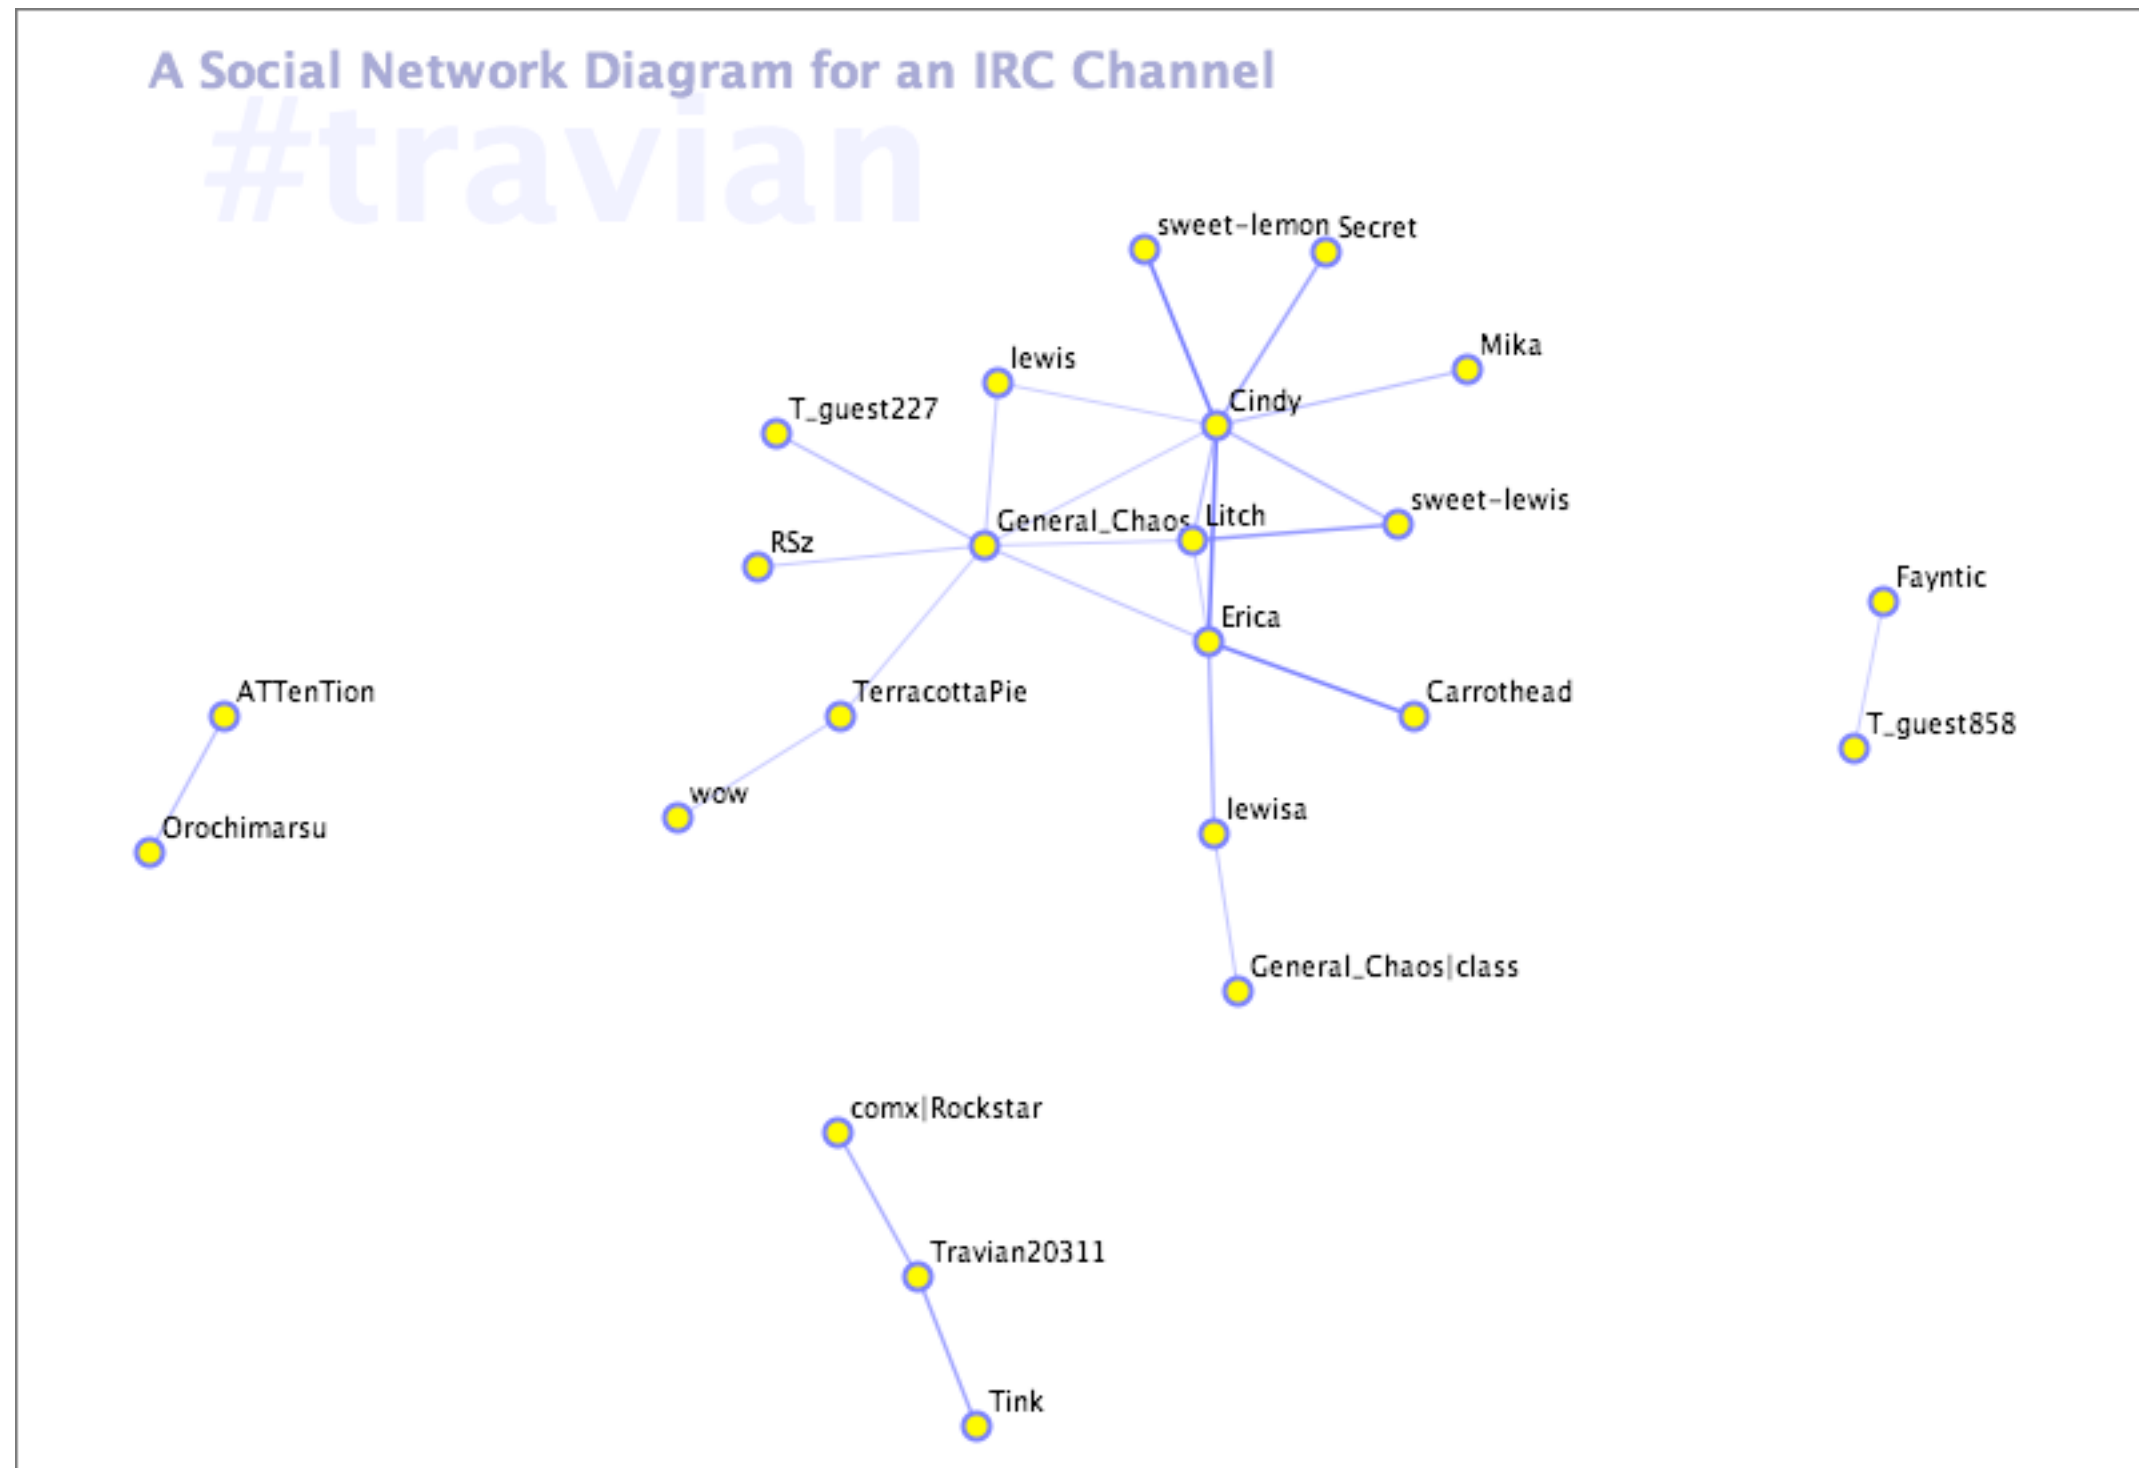 A Social Network Diagram for an IRC Channel
#travian
sweet-lemon
Secret
Mika
lewis
Cindy
T_guest227
sweet-lewis
General_Chaos
Litch
RSz
Fayntic
Erica
ATTenTion
TerracottaPie
Carrothead
T_guest858
wow
lewisa
Orochimarsu
General_Chaos|class
comx|Rockstar
Travian20311
Tink